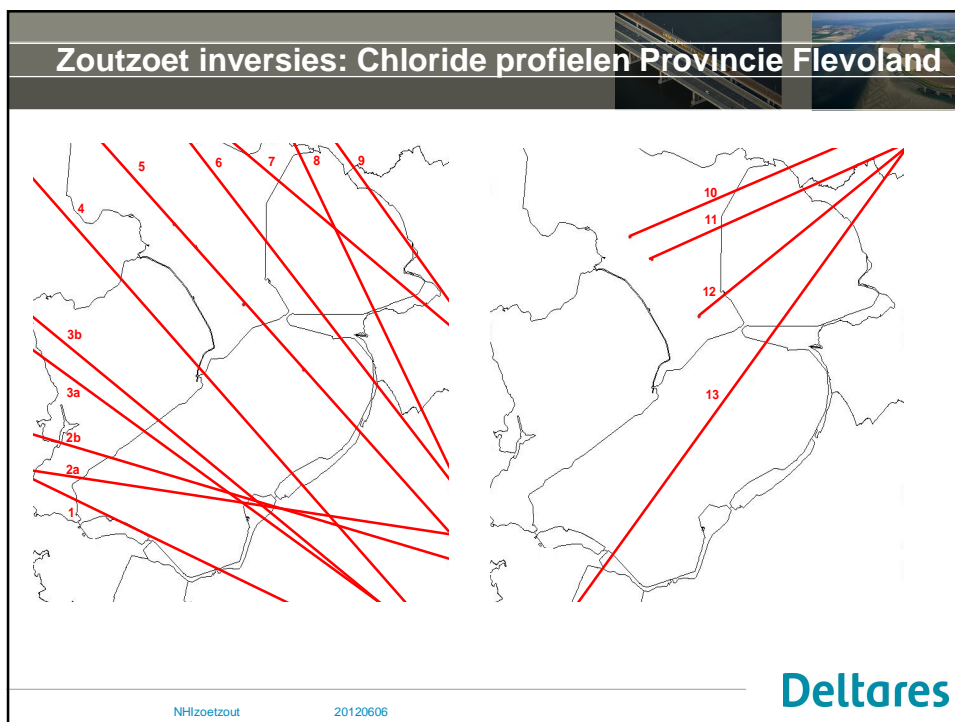 Zoutzoet inversies: Chloride profielen Provincie Flevoland
4
5
6
7
8
9
3b
3a
2b
2a
1
10
11
12
13
Deltares
NHIzoetzout 20120606